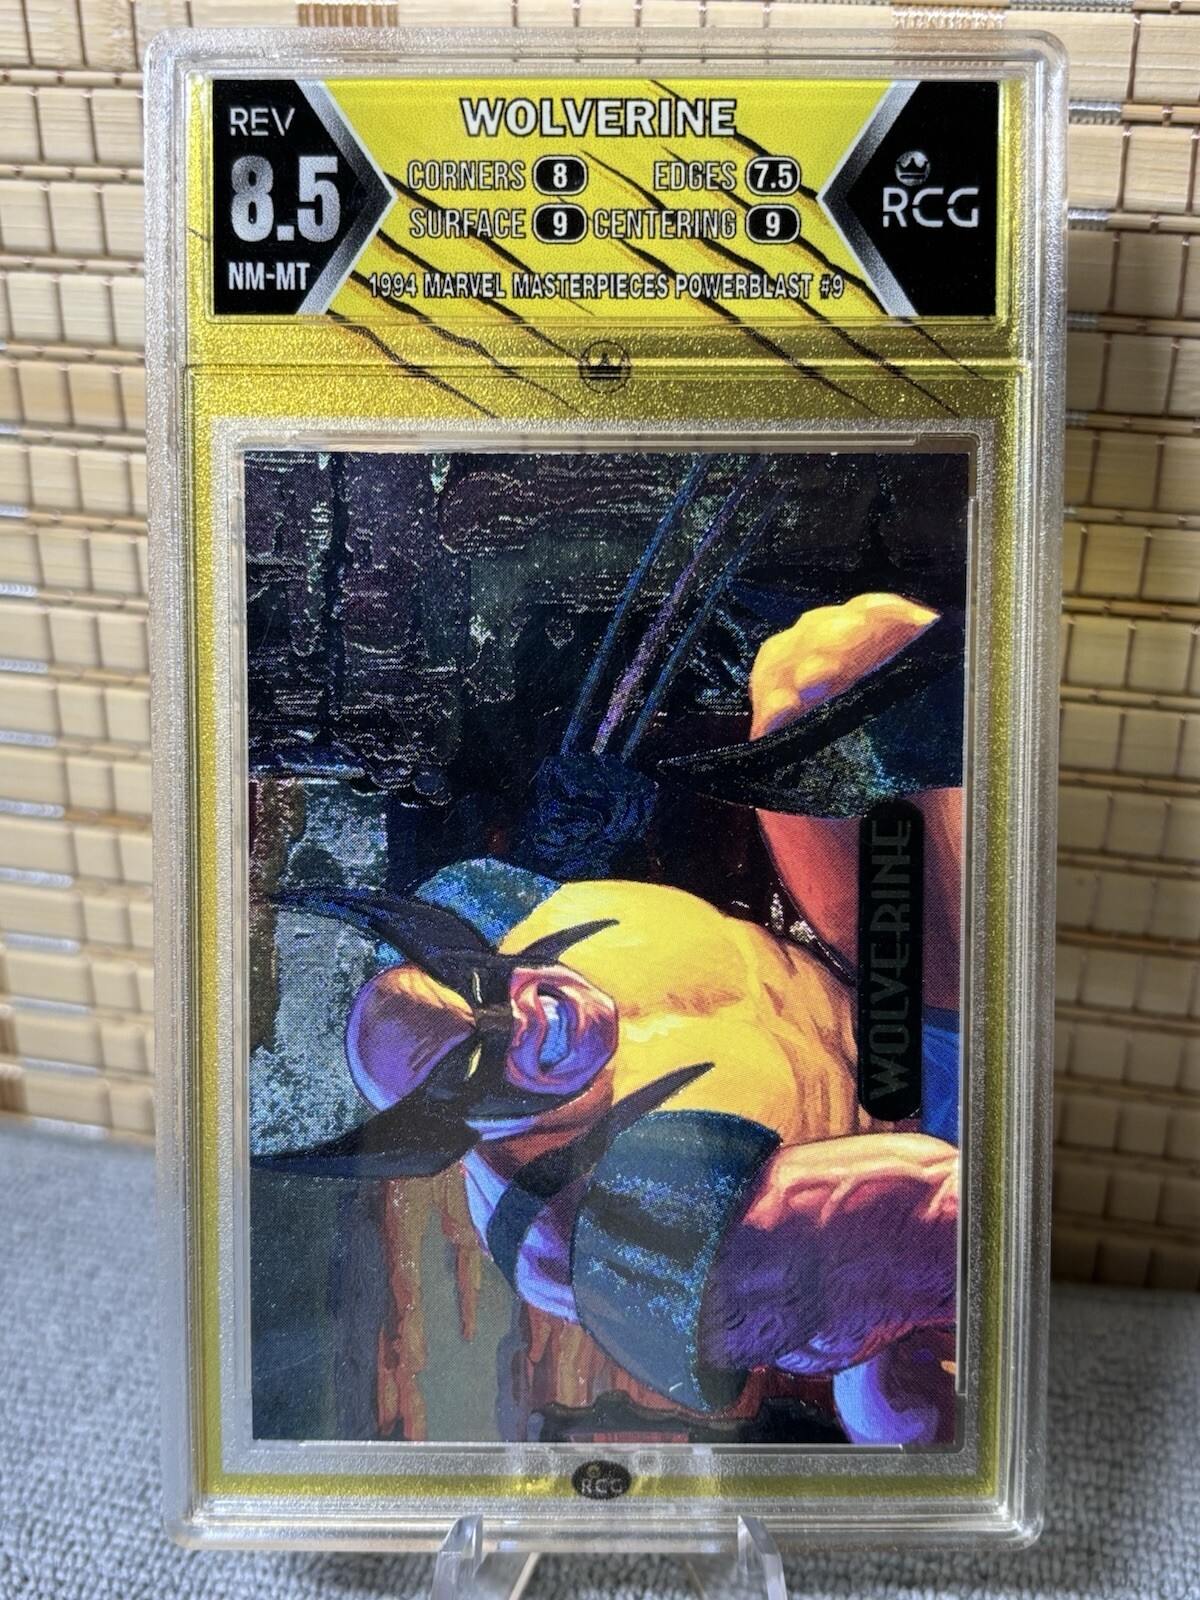 REV
8.5
NM-MT
WOLVERINE
CORNERS 8 EDGES 7.5
SURFACE 9 CENTERING 9
1994 MARVEL MASTERPIECES POWERBLAST #9
RCG
WOLVERINE
RCG